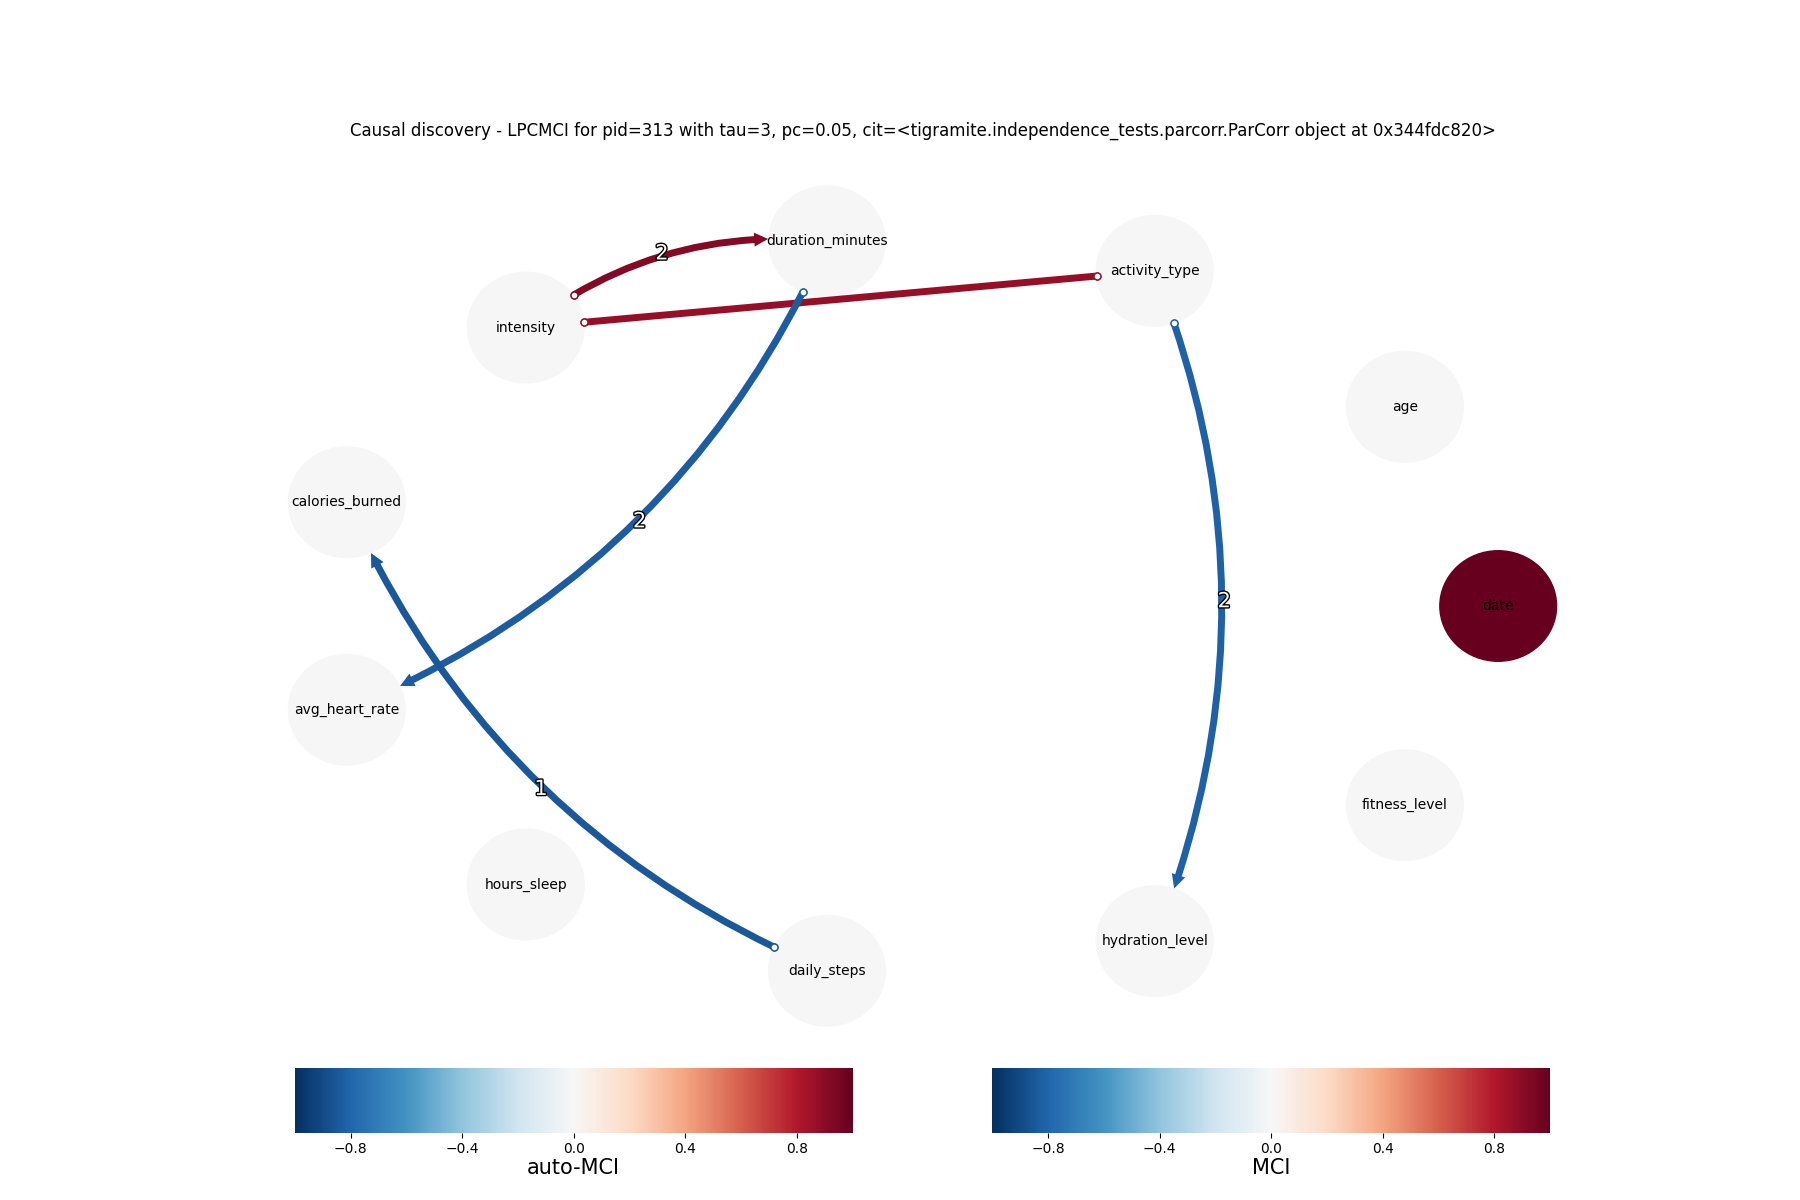 Causal discovery - LPCMCI for pid=313 with tau=3, pc=0.05, cit=<tigramite.independence_tests.parcorr.ParCorr object at 0x344fdc820>
duration_minutes
2
activity_type
intensity
age
calories_burned
2
2
date
avg_heart_rate
1
fitness_level
hours_sleep
hydration_level
daily_steps
−0.8 −0.4 0.0 0.4 0.8
auto-MCI
−0.8 −0.4 0.0 0.4 0.8
MCI